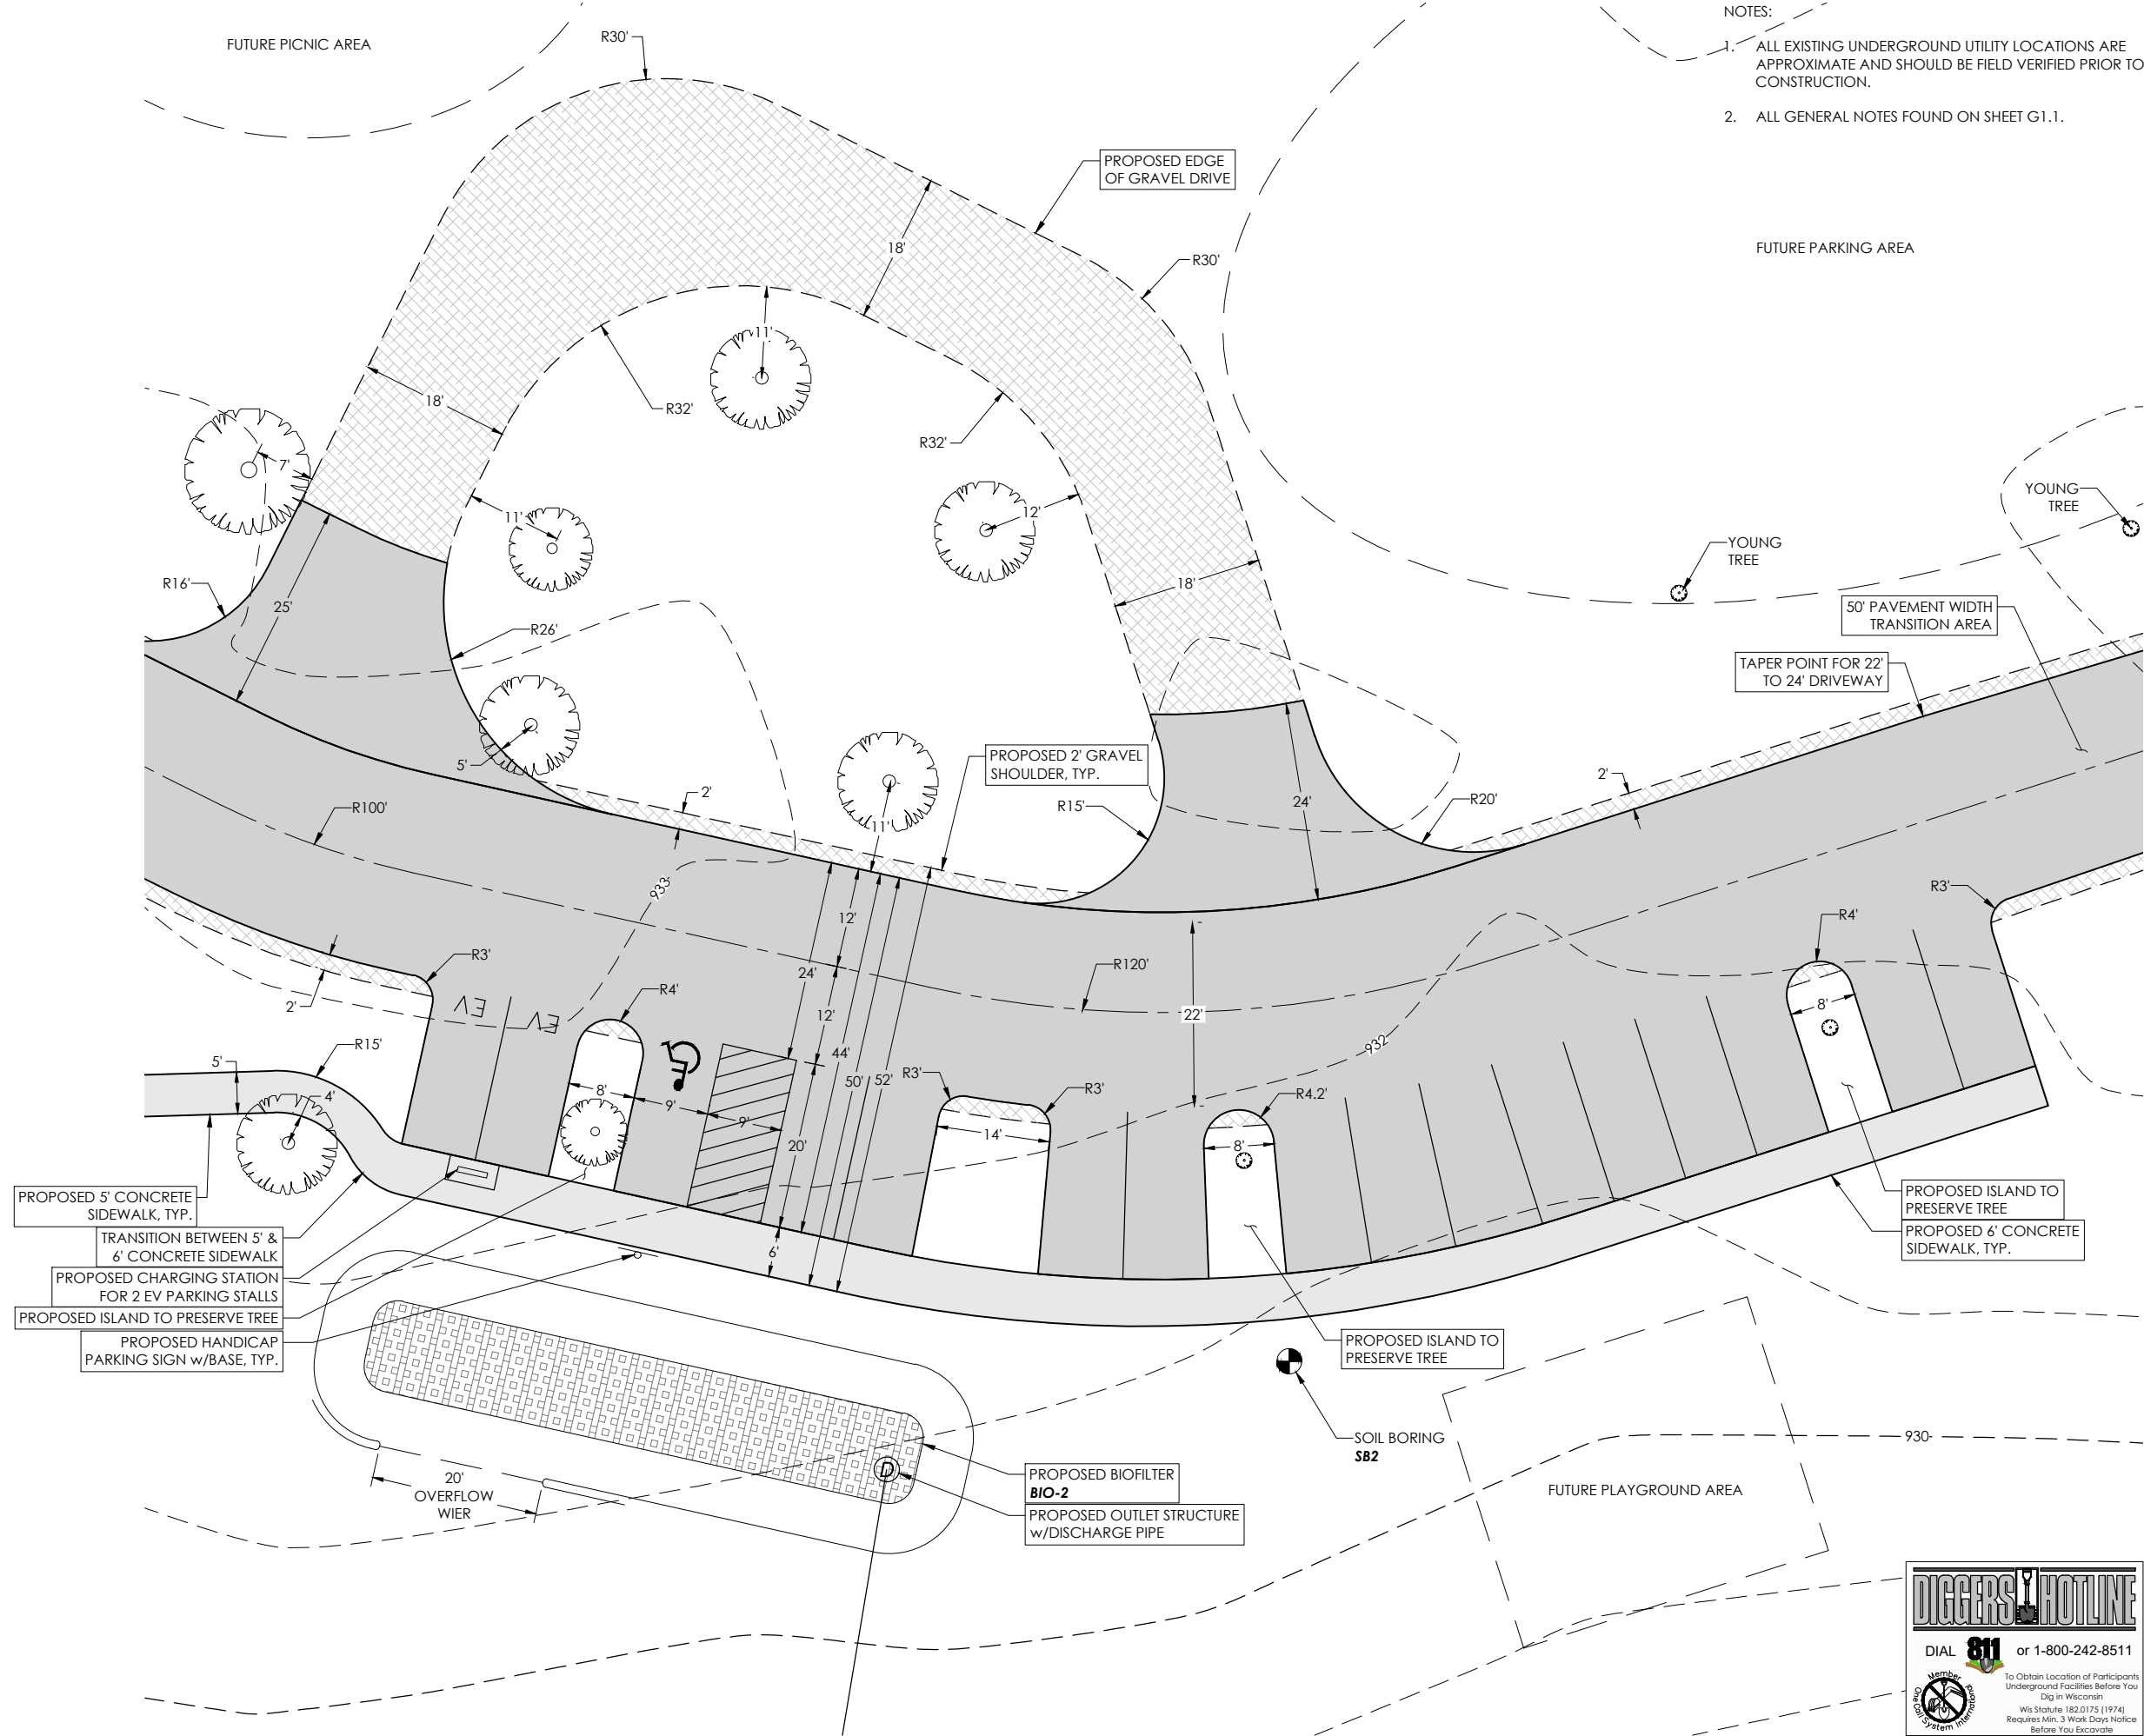 FUTURE PICNIC AREA
R30'
NOTES:
1. ALL EXISTING UNDERGROUND UTILITY LOCATIONS ARE
APPROXIMATE AND SHOULD BE FIELD VERIFIED PRIOR TO
CONSTRUCTION.
2. ALL GENERAL NOTES FOUND ON SHEET G1.1.
PROPOSED EDGE
OF GRAVEL DRIVE
18'
R30'
FUTURE PARKING AREA
11'
18'
R32'
R32'
7'
11'
12'
YOUNG
TREE
YOUNG
TREE
R16'
25'
18'
R26'
50' PAVEMENT WIDTH
TRANSITION AREA
TAPER POINT FOR 22'
TO 24' DRIVEWAY
5'
PROPOSED 2' GRAVEL
SHOULDER, TYP.
2'
2'
R100'
R15'
24'
R20'
11'
933
12'
R3'
R4'
R3'
24'
R120'
R4'
2'
EV
EV
12'
22'
8'
R15'
44'
932
5'
4'
8'
9'
9'
50'
52'
R3'
R3'
R4.2'
20'
14'
8'
6'
PROPOSED 5' CONCRETE
SIDEWALK, TYP.
TRANSITION BETWEEN 5' &
6' CONCRETE SIDEWALK
PROPOSED CHARGING STATION
FOR 2 EV PARKING STALLS
PROPOSED ISLAND TO PRESERVE TREE
PROPOSED HANDICAP
PARKING SIGN w/BASE, TYP.
PROPOSED ISLAND TO
PRESERVE TREE
PROPOSED 6' CONCRETE
SIDEWALK, TYP.
PROPOSED ISLAND TO
PRESERVE TREE
SOIL BORING
SB2
930
20'
OVERFLOW
WIER
D
PROPOSED BIOFILTER
BIO-2
PROPOSED OUTLET STRUCTURE
w/DISCHARGE PIPE
FUTURE PLAYGROUND AREA
DIGGERS HOTLINE
DIAL 811 or 1-800-242-8511
Member
One Call System International
To Obtain Location of Participants
Underground Facilities Before You
Dig in Wisconsin
Wis Statute 182.0175 (1974)
Requires Min. 3 Work Days Notice
Before You Excavate